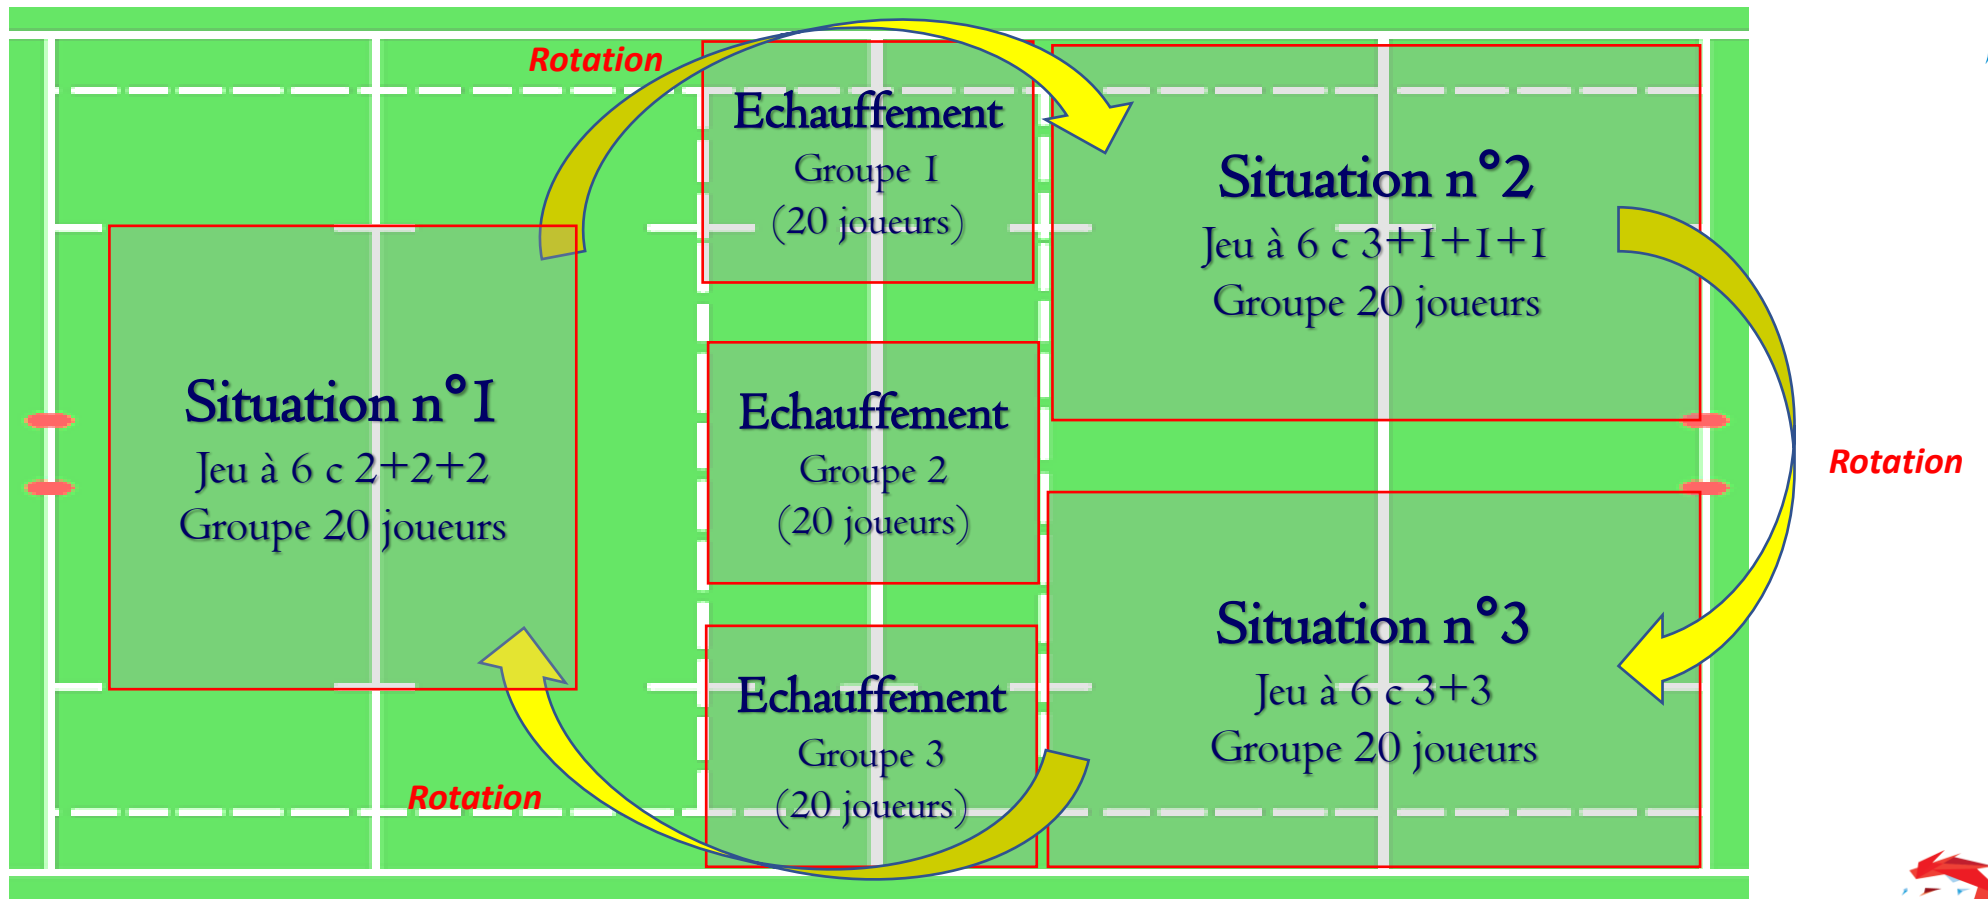 Rotation
Echauffement
Groupe 1
(20 joueurs)
Situation n°2
Jeu à 6 c 3+1+1+1
Groupe 20 joueurs
Situation n°1
Jeu à 6 c 2+2+2
Groupe 20 joueurs
Echauffement
Groupe 2
(20 joueurs)
Rotation
Situation n°3
Jeu à 6 c 3+3
Groupe 20 joueurs
Echauffement
Groupe 3
(20 joueurs)
Rotation